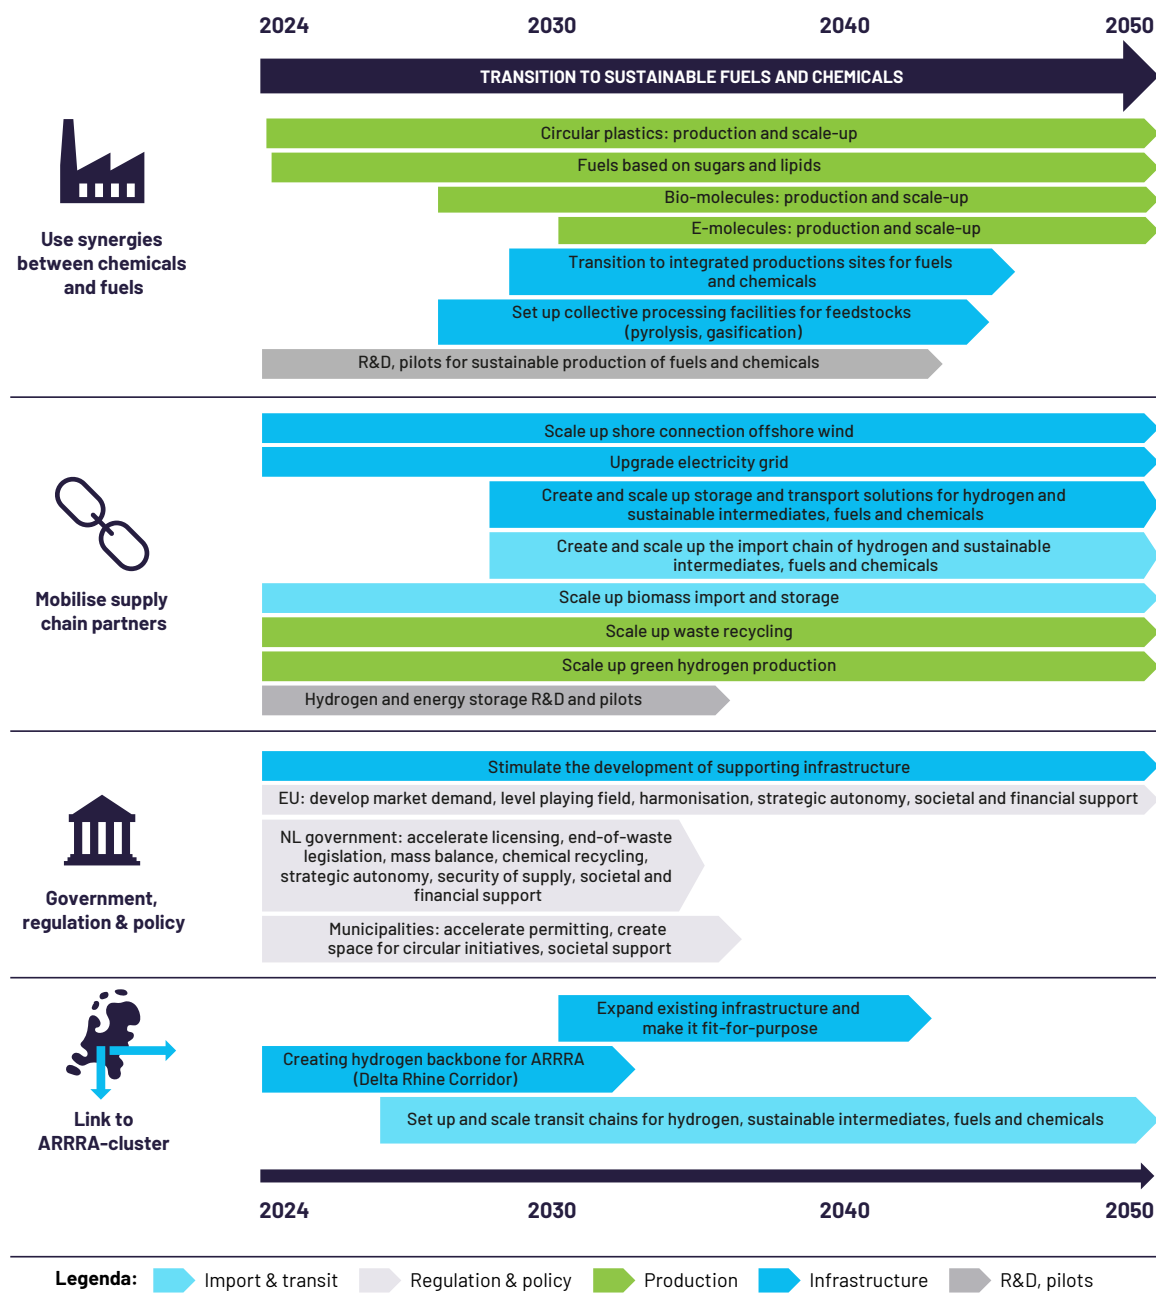 2024 2030 2040 2050
TRANSITION TO SUSTAINABLE FUELS AND CHEMICALS
Use synergies
between chemicals
and fuels
Circular plastics: production and scale-up
Fuels based on sugars and lipids
Bio-molecules: production and scale-up
E-molecules: production and scale-up
Transition to integrated productions sites for fuels
and chemicals
Set up collective processing facilities for feedstocks
(pyrolysis, gasification)
R&D, pilots for sustainable production of fuels and chemicals
Mobilise supply
chain partners
Scale up shore connection offshore wind
Upgrade electricity grid
Create and scale up storage and transport solutions for hydrogen and
sustainable intermediates, fuels and chemicals
Create and scale up the import chain of hydrogen and sustainable
intermediates, fuels and chemicals
Scale up biomass import and storage
Scale up waste recycling
Scale up green hydrogen production
Hydrogen and energy storage R&D and pilots
Government,
regulation & policy
Stimulate the development of supporting infrastructure
EU: develop market demand, level playing field, harmonisation, strategic autonomy, societal and financial support
NL government: accelerate licensing, end-of-waste
legislation, mass balance, chemical recycling,
strategic autonomy, security of supply, societal and
financial support
Municipalities: accelerate permitting, create
space for circular initiatives, societal support
Link to
ARRRA-cluster
Expand existing infrastructure and
make it fit-for-purpose
Creating hydrogen backbone for ARRRA
(Delta Rhine Corridor)
Set up and scale transit chains for hydrogen, sustainable intermediates, fuels and chemicals
2024 2030 2040 2050
Legenda: Import & transit Regulation & policy Production Infrastructure R&D, pilots